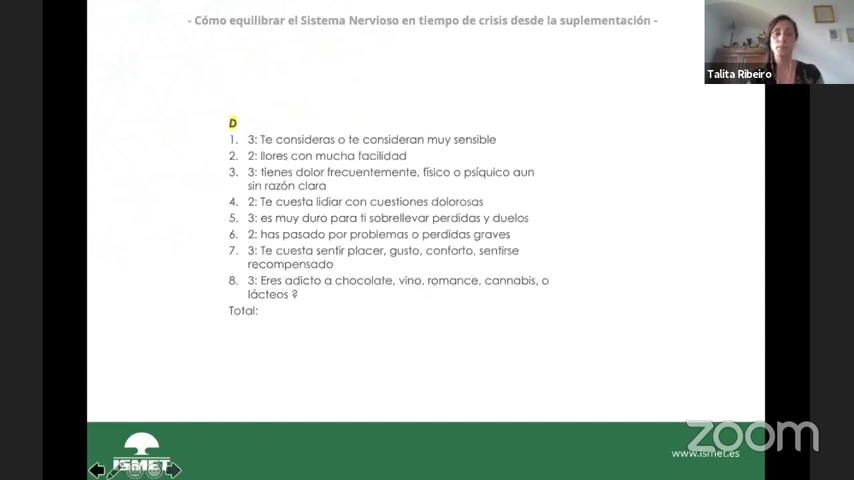 - Cómo equilibrar el Sistema Nervioso en tiempo de crisis desde la suplementación -
Talita Ribeiro
D
1. 3: Te consideras o te consideran muy sensible
2. 2: llores con mucha facilidad
3. 3: tienes dolor frecuentemente, físico o psíquico aun
sin razón clara
4. 2: Te cuesta lidiar con cuestiones dolorosas
5. 3: es muy duro para ti sobrellevar perdidas y duelos
6. 2: has pasado por problemas o perdidas graves
7. 3: Te cuesta sentir placer, gusto, conforto, sentirse
recompensado
8. 3: Eres adicto a chocolate, vino, romance, cannabis, o
lácteos ?
Total:
zoom
ISMET
www.ismet.es